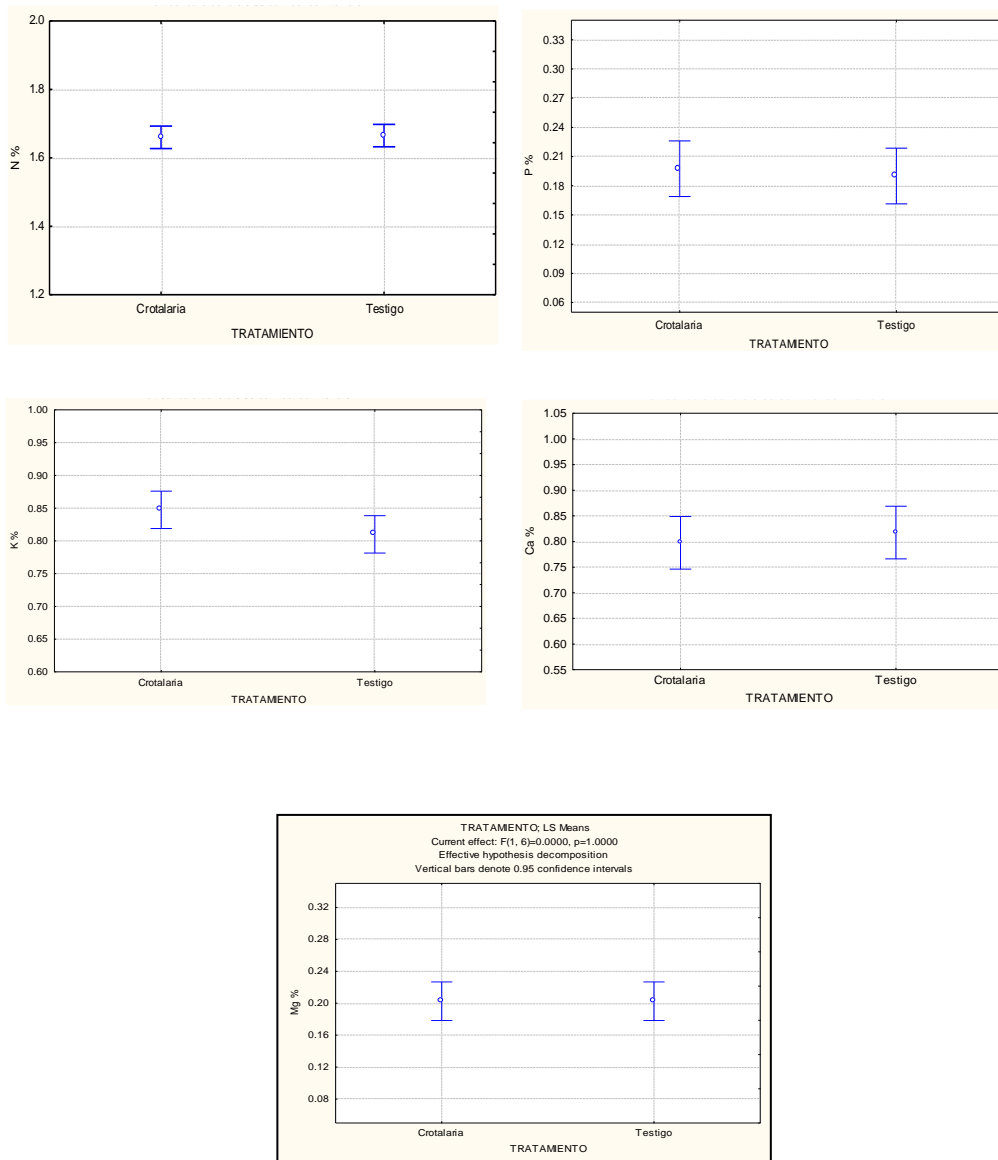 2.0
1.8
1.6
1.4
1.2
N %
Crotalaria Testigo
TRATAMIENTO
0.33
0.30
0.27
0.24
0.21
0.18
0.15
0.12
0.09
0.06
P %
Crotalaria Testigo
TRATAMIENTO
1.00
0.95
0.90
0.85
0.80
0.75
0.70
0.65
0.60
K %
Crotalaria Testigo
TRATAMIENTO
1.05
1.00
0.95
0.90
0.85
0.80
0.75
0.70
0.65
0.60
0.55
Ca %
Crotalaria Testigo
TRATAMIENTO
TRATAMIENTO; LS Means
Current effect: F(1, 6)=0.0000, p=1.0000
Effective hypothesis decomposition
Vertical bars denote 0.95 confidence intervals
0.32
0.28
0.24
0.20
0.16
0.12
0.08
Mg %
Crotalaria Testigo
TRATAMIENTO